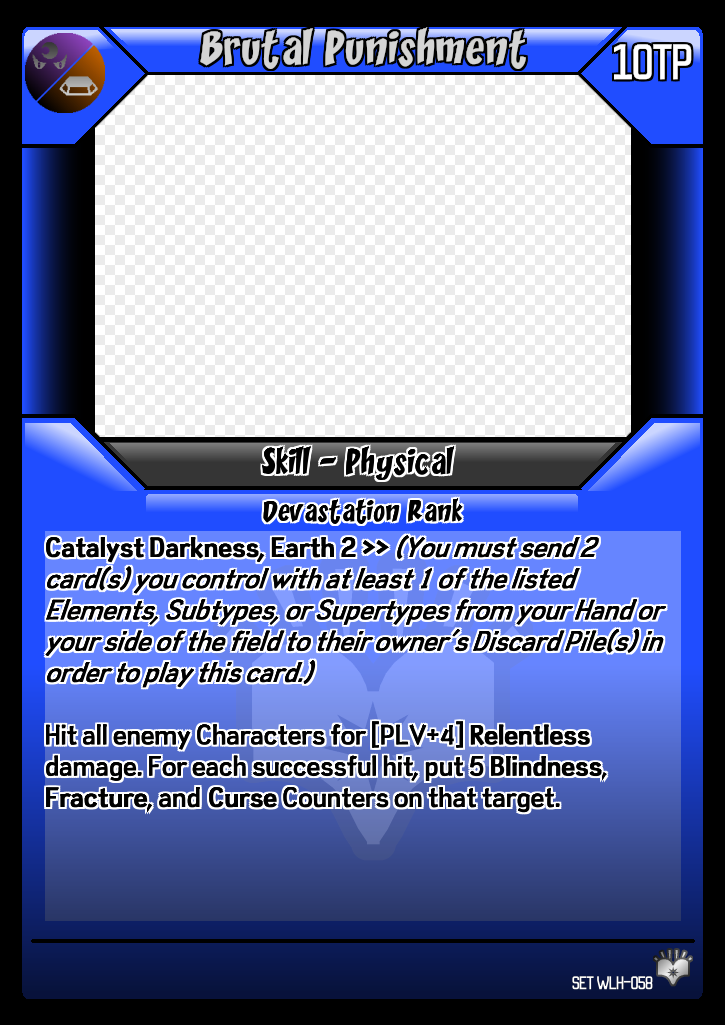 Brutal Punishment
10TP
Skill - Physical
Devastation Rank
Catalyst Darkness, Earth 2 >> (You must send 2
card(s) you control with at least 1 of the listed
Elements, Subtypes, or Supertypes from your Hand or
your side of the field to their owner's Discard Pile(s) in
order to play this card.)
Hit all enemy Characters for [PLV+4] Relentless
damage. For each successful hit, put 5 Blindness,
Fracture, and Curse Counters on that target.
SET WLH-058